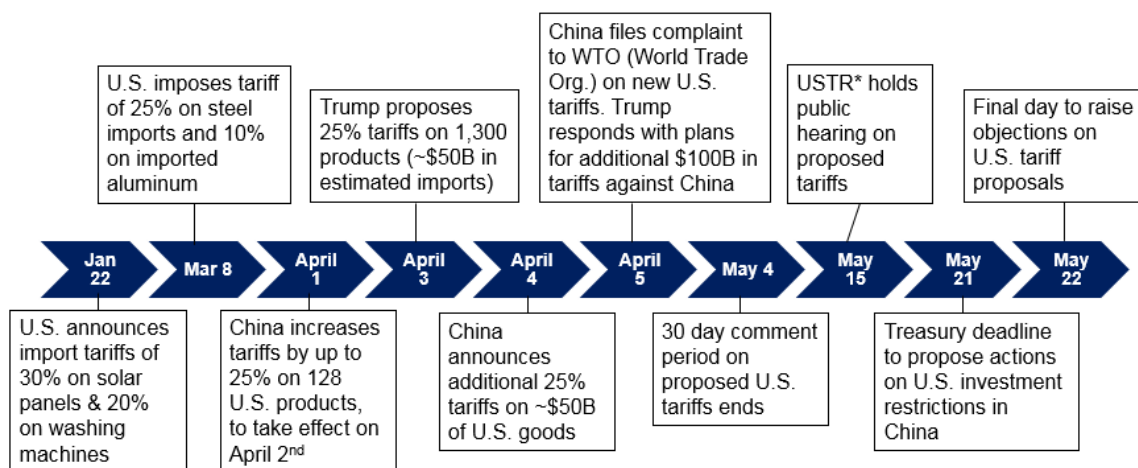 U.S. imposes tariff
of 25% on steel
imports and 10%
on imported
aluminum
Trump proposes
25% tariffs on 1,300
products (~$50B in
estimated imports)
China files complaint
to WTO (World Trade
Org.) on new U.S.
tariffs. Trump
responds with plans
for additional $100B in
tariffs against China
USTR* holds
public
hearing on
proposed
tariffs
Final day to raise
objections on
U.S. tariff
proposals
Jan
22
Mar 8
April
1
April
3
April
4
April
5
May 4
May
15
May
21
May
22
U.S. announces
import tariffs of
30% on solar
panels & 20%
on washing
machines
China increases
tariffs by up to
25% on 128
U.S. products,
to take effect on
April 2nd
China
announces
additional 25%
tariffs on ~$50B
of U.S. goods
30 day comment
period on
proposed U.S.
tariffs ends
Treasury deadline
to propose actions
on U.S. investment
restrictions in
China